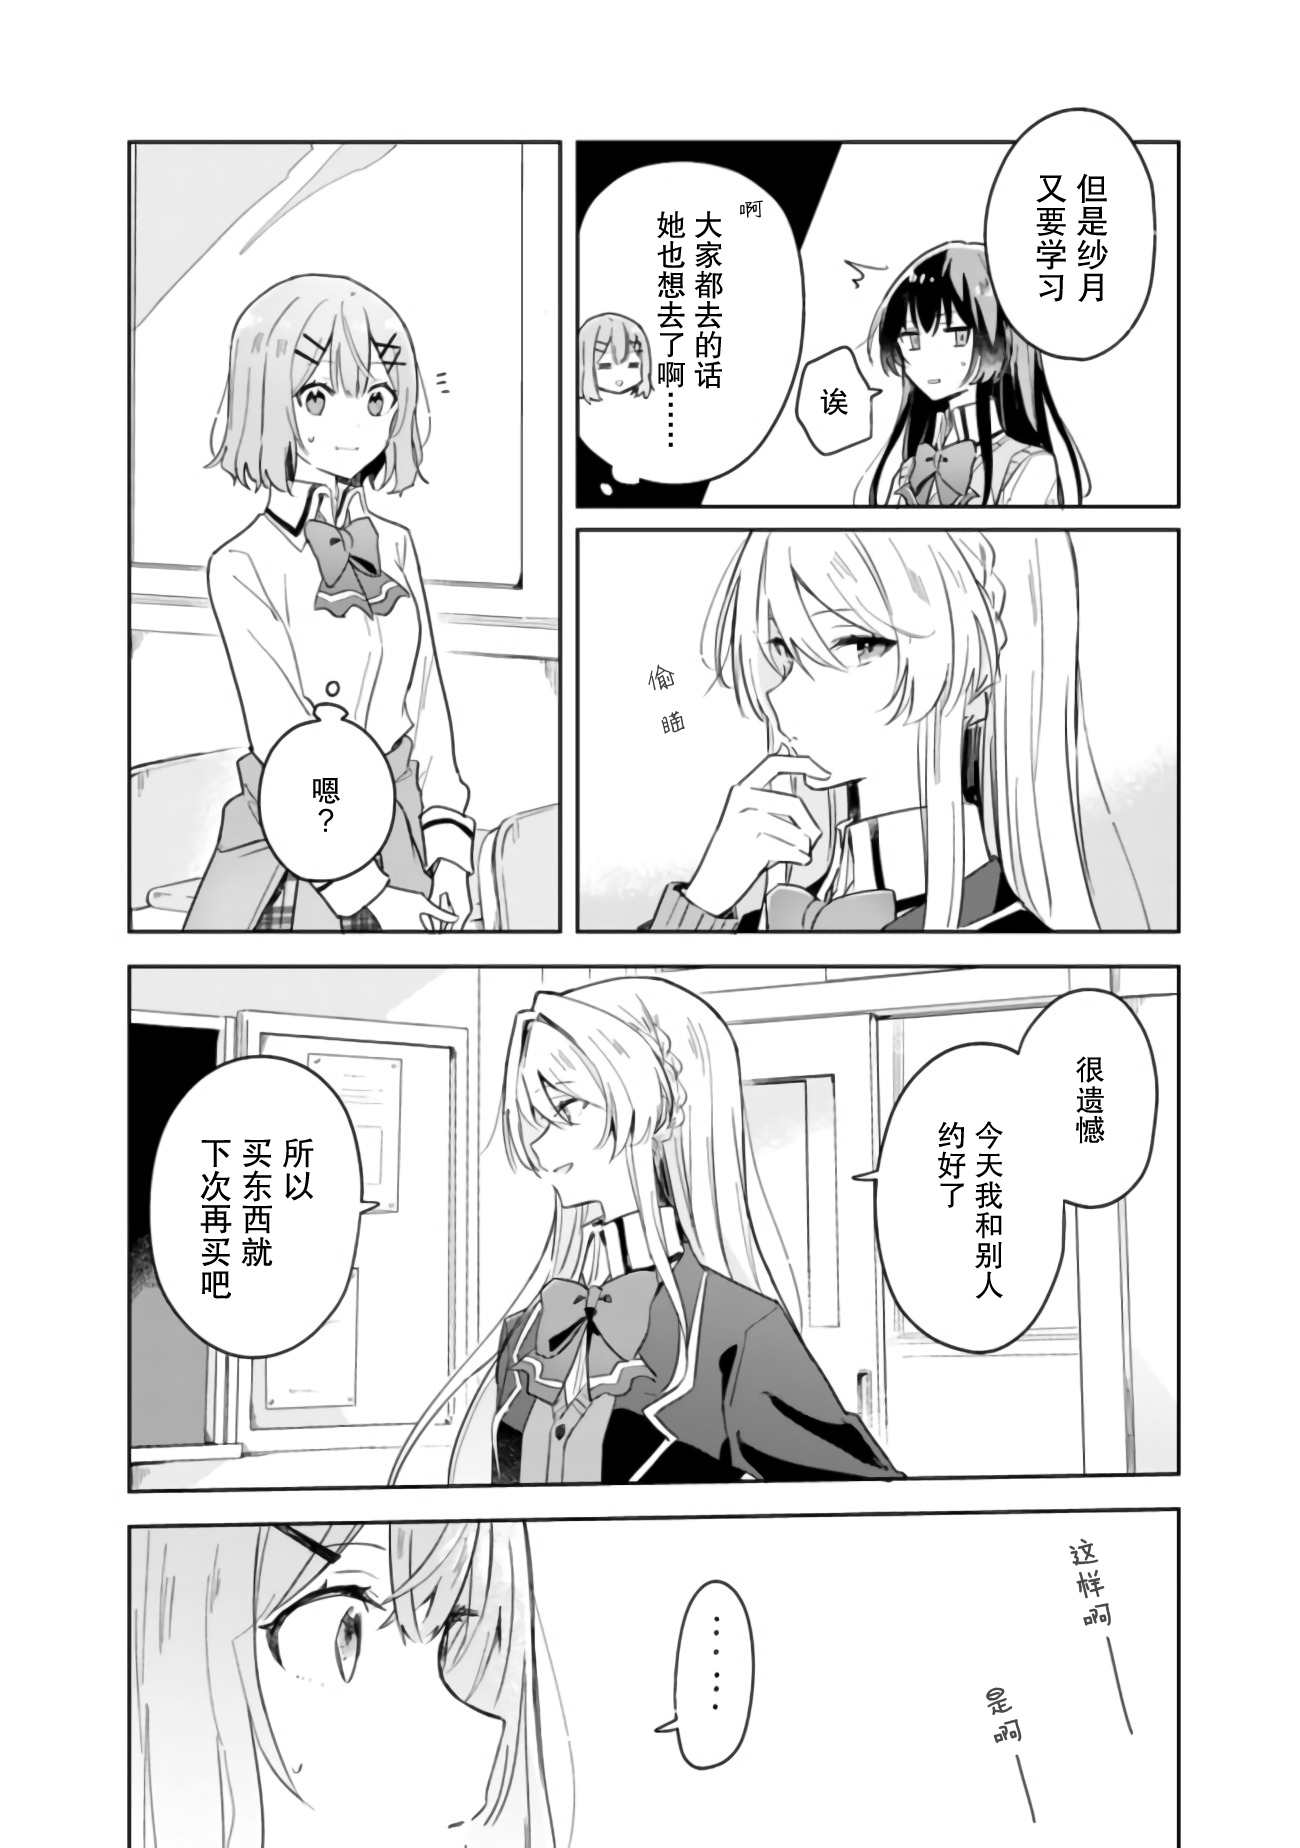 但是纱月
又要学习
诶
啊
大家都去的话
她也想去了啊……
偷瞄
嗯？
很遗憾
今天我和别人
约好了
所以
买东西就
下次再买吧
这样啊——
是啊——
……